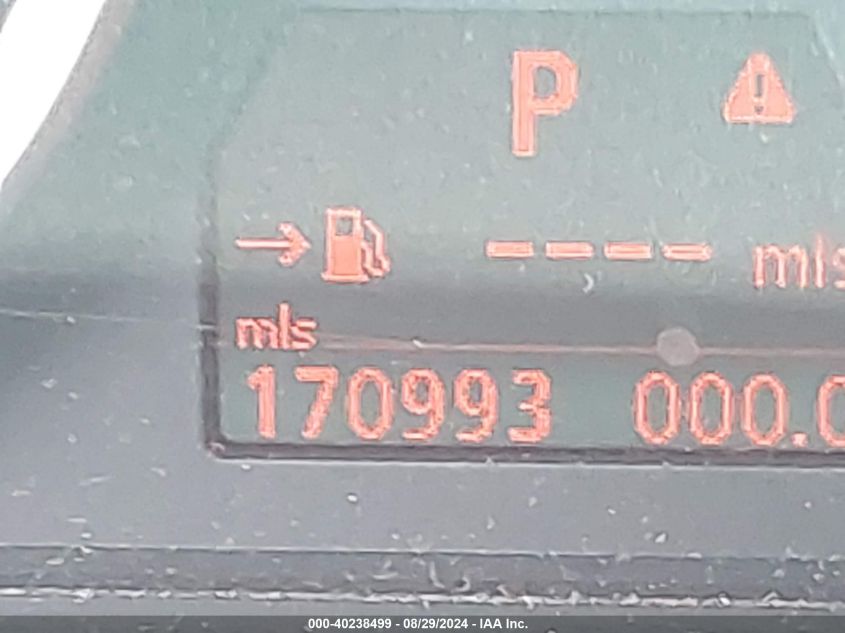 P
---- mls
mls
170993 000.0
000-40238499 - 08/29/2024 - IAA Inc.